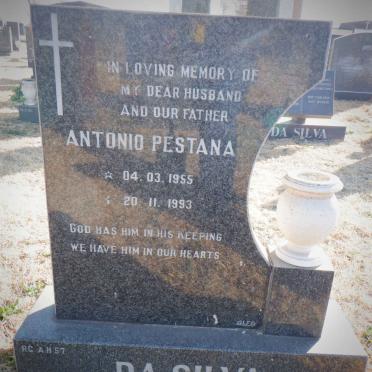 IN LOVING MEMORY OF
MY DEAR HUSBAND
AND OUR FATHER
ANTONIO PESTANA
☆ 04. 03. 1955
✝ 20. 11. 1993
GOD HAS HIM IN HIS KEEPING
WE HAVE HIM IN OUR HEARTS
RC A H 57
DA SILVA
DA SILVA